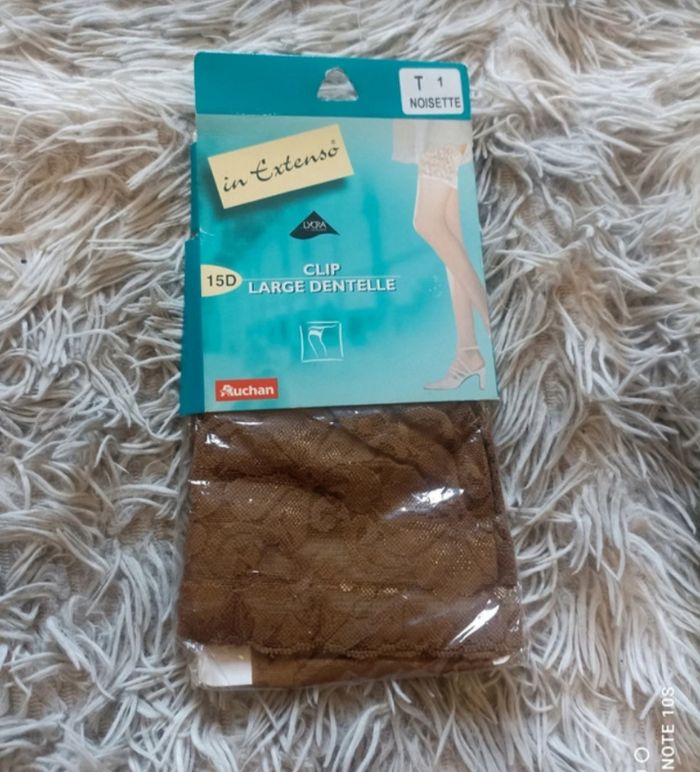 T 1
NOISETTE
in Extenso
LYCRA
15D
CLIP
LARGE DENTELLE
Auchan
NOTE 10S